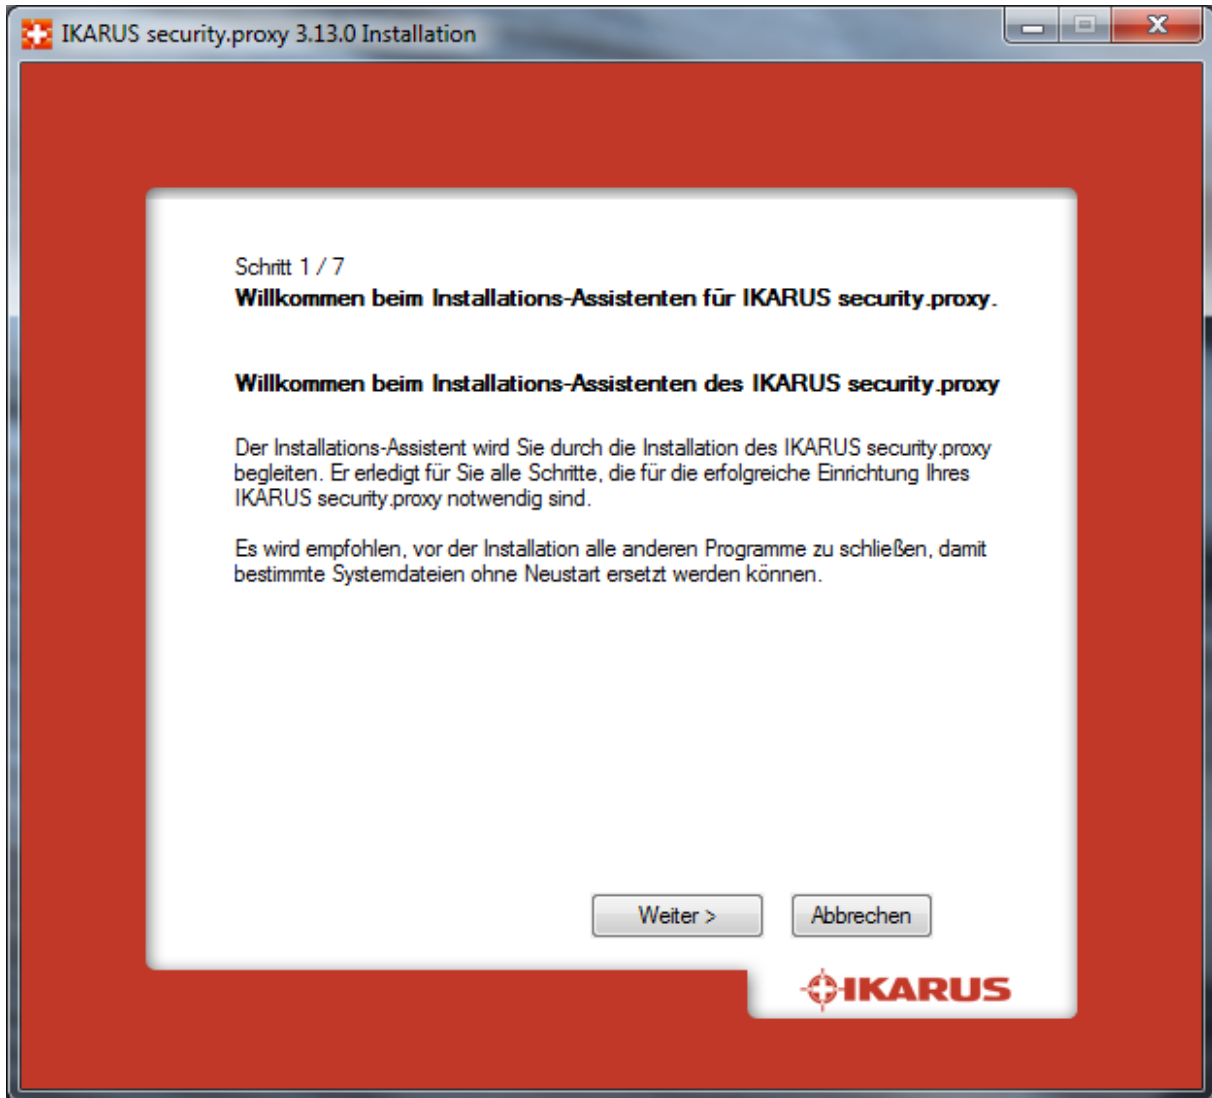 IKARUS security.proxy 3.13.0 Installation
Schritt 1 / 7
Willkommen beim Installations-Assistenten für IKARUS security.proxy.
Willkommen beim Installations-Assistenten des IKARUS security.proxy
Der Installations-Assistent wird Sie durch die Installation des IKARUS security.proxy
begleiten. Er erledigt für Sie alle Schritte, die für die erfolgreiche Einrichtung Ihres
IKARUS security.proxy notwendig sind.
Es wird empfohlen, vor der Installation alle anderen Programme zu schließen, damit
bestimmte Systemdateien ohne Neustart ersetzt werden können.
Weiter > Abbrechen
IKARUS